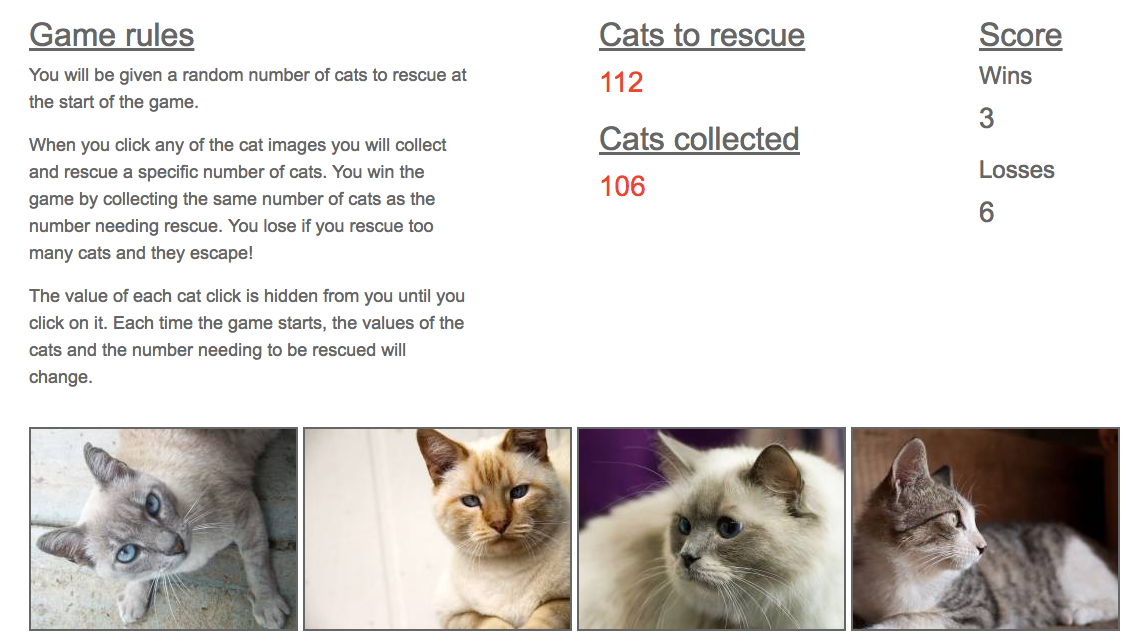 Game rules
You will be given a random number of cats to rescue at
the start of the game.
When you click any of the cat images you will collect
and rescue a specific number of cats. You win the
game by collecting the same number of cats as the
number needing rescue. You lose if you rescue too
many cats and they escape!
The value of each cat click is hidden from you until you
click on it. Each time the game starts, the values of the
cats and the number needing to be rescued will
change.
Cats to rescue
112
Cats collected
106
Score
Wins
3
Losses
6